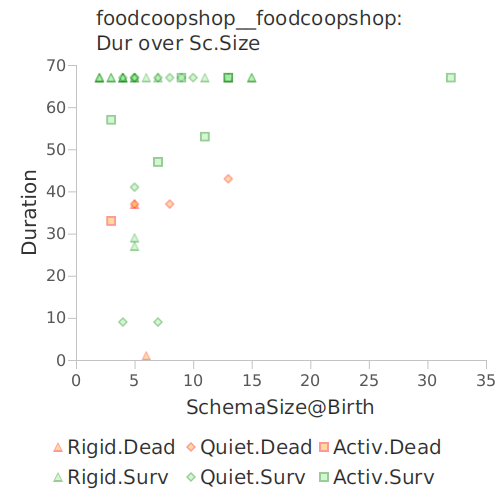 foodcoopshop__foodcoopshop:
Dur over Sc.Size
70
60
50
40
30
20
10
0
Duration
0 5 10 15 20 25 30 35
SchemaSize@Birth
Rigid.Dead Quiet.Dead Activ.Dead
Rigid.Surv Quiet.Surv Activ.Surv